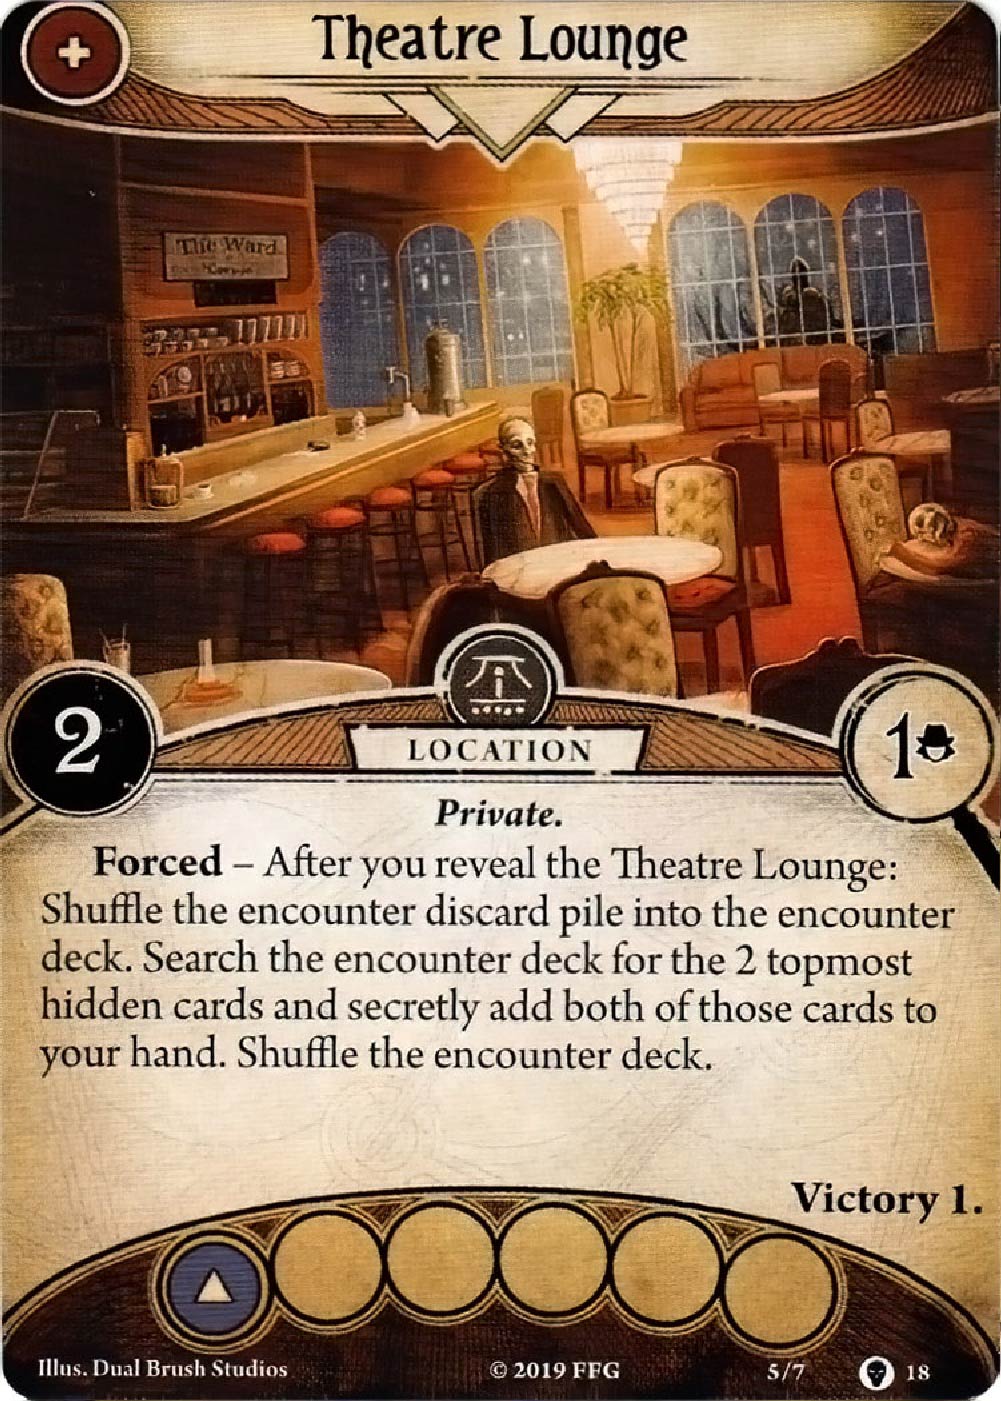 Theatre Lounge
The Ward
2
1
LOCATION
Private.
Forced – After you reveal the Theatre Lounge:
Shuffle the encounter discard pile into the encounter
deck. Search the encounter deck for the 2 topmost
hidden cards and secretly add both of those cards to
your hand. Shuffle the encounter deck.
Victory 1.
Illus. Dual Brush Studios
© 2019 FFG
5/7
18